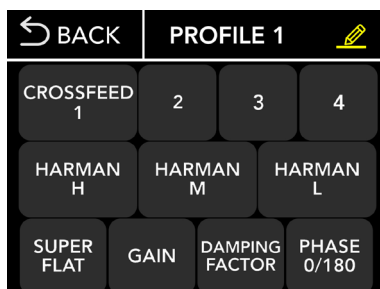 BACK PROFILE 1
CROSSFEED
1
2
3
4
HARMAN
H
HARMAN
M
HARMAN
L
SUPER
FLAT
GAIN
DAMPING
FACTOR
PHASE
0/180